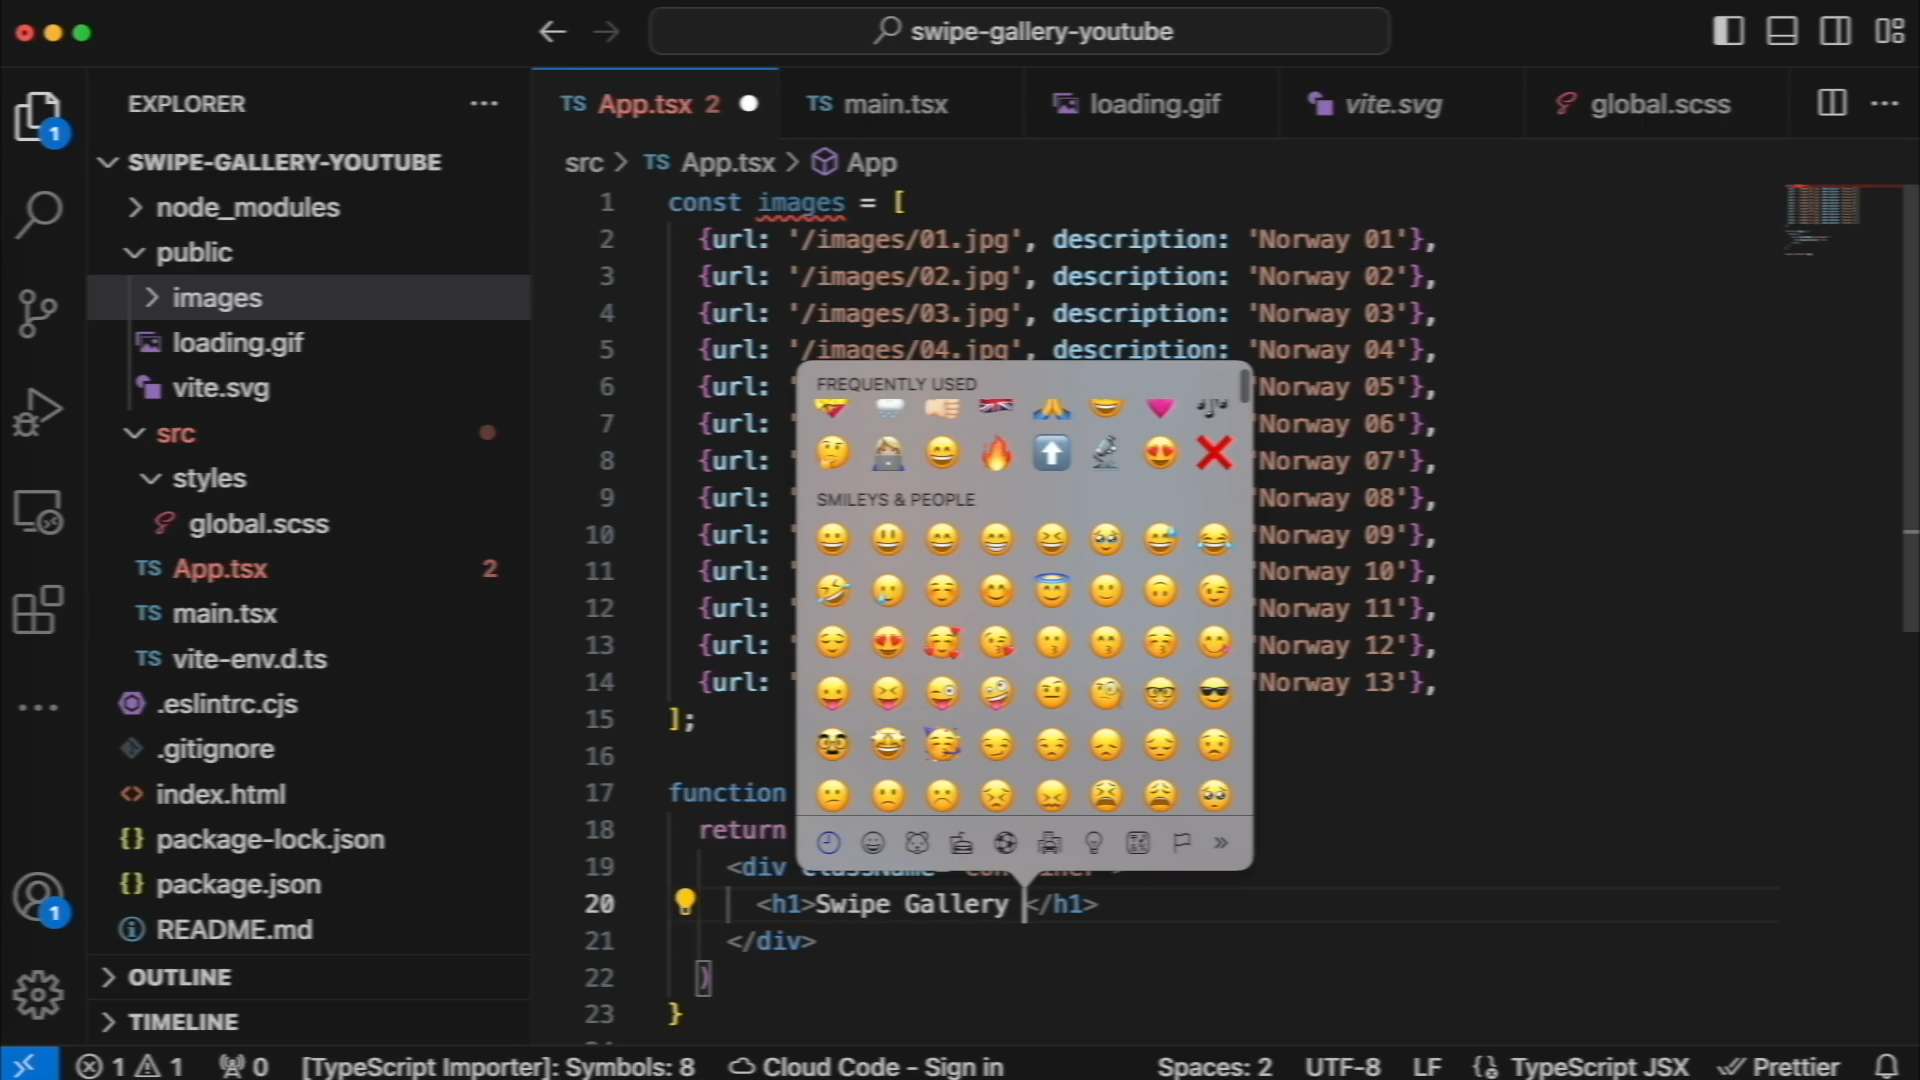 swipe-gallery-youtube
EXPLORER
SWIPE-GALLERY-YOUTUBE
node_modules
public
images
loading.gif
vite.svg
src
styles
global.scss
TS App.tsx 2
TS main.tsx
TS vite-env.d.ts
.eslintrc.cjs
.gitignore
index.html
package-lock.json
package.json
README.md
OUTLINE
TIMELINE
1
1
TS App.tsx 2
TS main.tsx
loading.gif
vite.svg
global.scss
src > TS App.tsx > App
1 const images = [
2 {url: '/images/01.jpg', description: 'Norway 01'},
3 {url: '/images/02.jpg', description: 'Norway 02'},
4 {url: '/images/03.jpg', description: 'Norway 03'},
5 {url: '/images/04.jpg', description: 'Norway 04'},
6 {url: 'Norway 05'},
7 {url: 'Norway 06'},
8 {url: 'Norway 07'},
9 {url: 'Norway 08'},
10 {url: 'Norway 09'},
11 {url: 'Norway 10'},
12 {url: 'Norway 11'},
13 {url: 'Norway 12'},
14 {url: 'Norway 13'},
15 ];
16
17 function
18 return
19 <div
20 <h1>Swipe Gallery </h1>
21 </div>
22 )
23 }
FREQUENTLY USED
SMILEYS & PEOPLE
1 1 0 [TypeScript Importer]: Symbols: 8 Cloud Code - Sign in Spaces: 2 UTF-8 LF TypeScript JSX Prettier